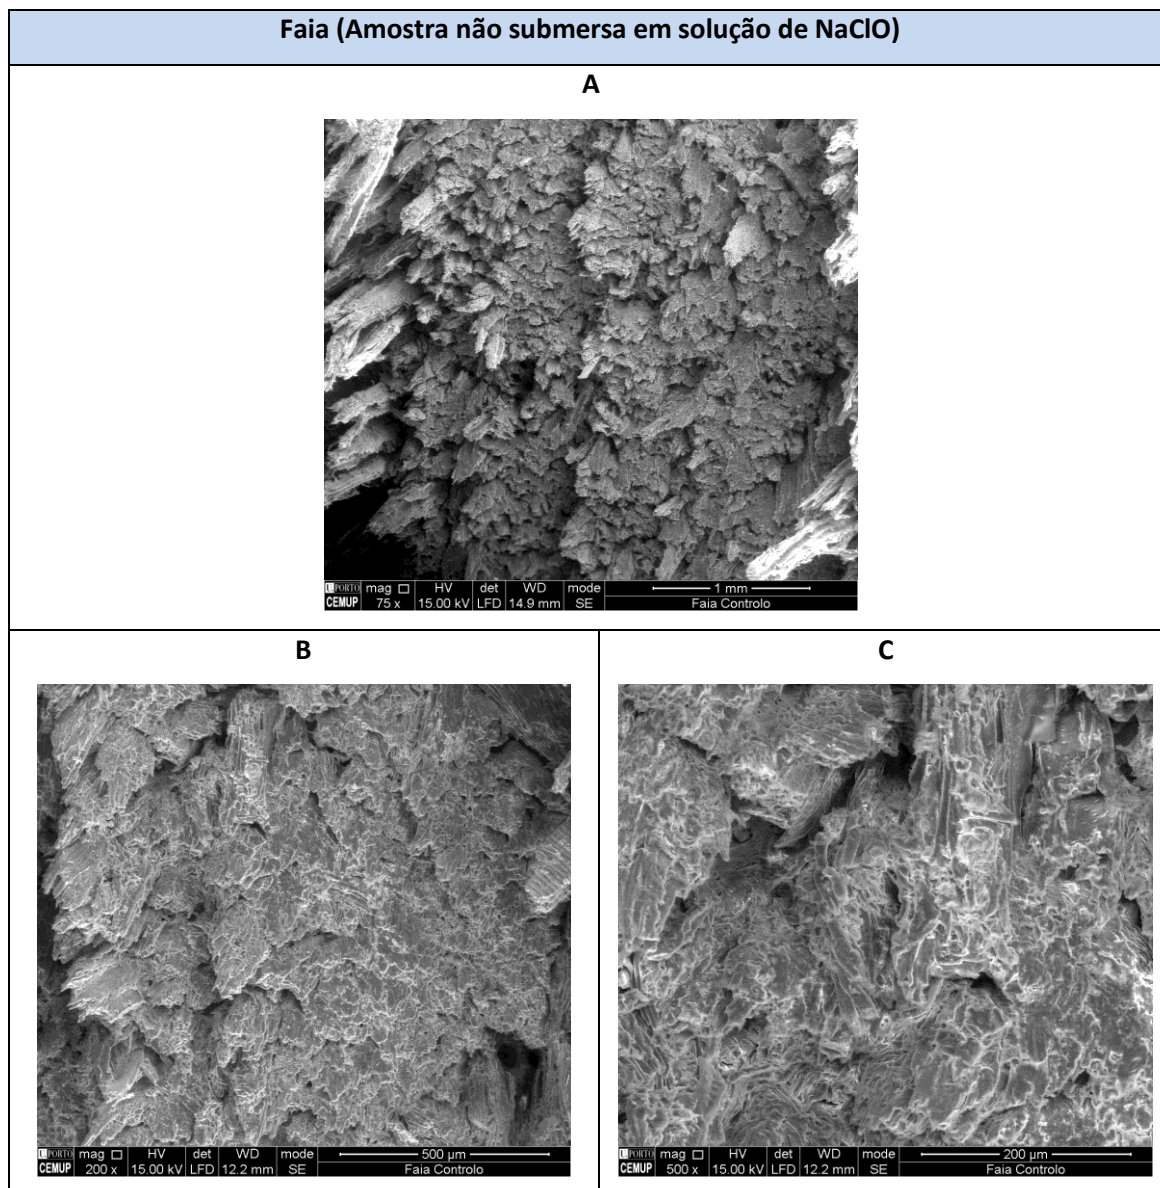 Faia (Amostra não submersa em solução de NaClO)
A
U.PORTO
CEMUP
mag HV det WD mode
75 x 15.00 kV LFD 14.9 mm SE
1 mm
Faia Controlo
B
C
U.PORTO
CEMUP
mag HV det WD mode
200 x 15.00 kV LFD 12.2 mm SE
500 µm
Faia Controlo
U.PORTO
CEMUP
mag HV det WD mode
500 x 15.00 kV LFD 12.2 mm SE
200 µm
Faia Controlo